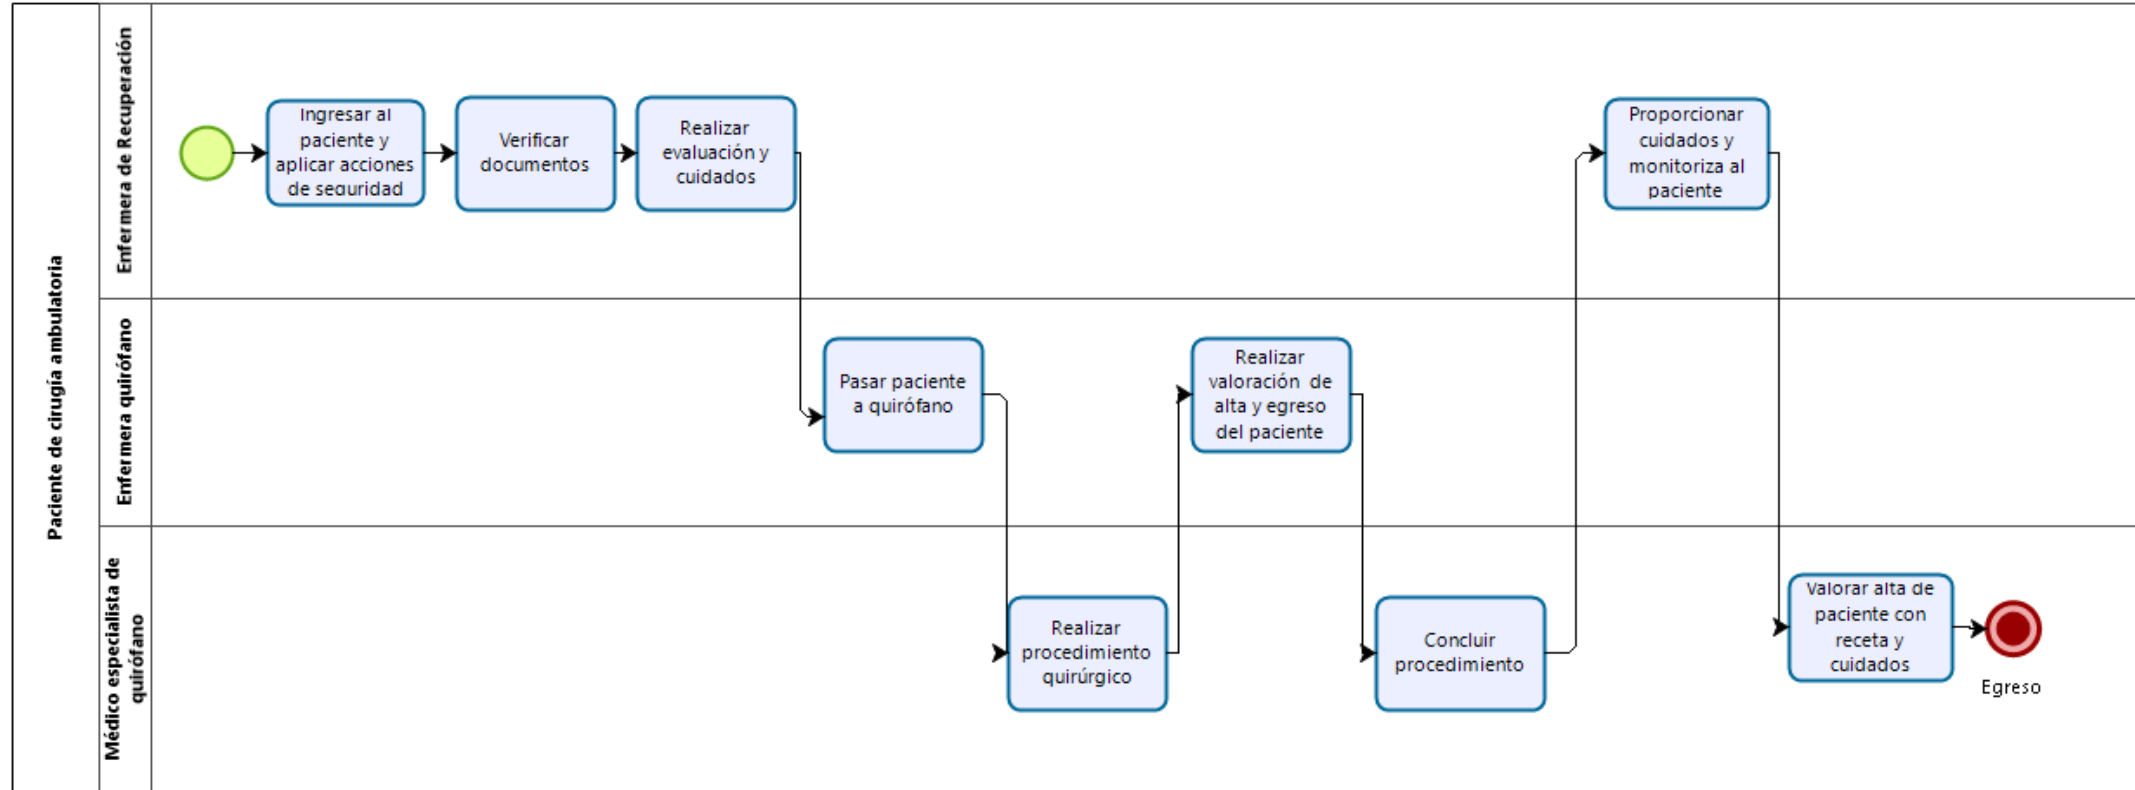 Paciente de cirugía ambulatoria
Enfermera de Recuperación
Ingresar al
paciente y
aplicar acciones
de seguridad
Verificar
documentos
Realizar
evaluación y
cuidados
Proporcionar
cuidados y
monitoriza al
paciente
Enfermera quirófano
Pasar paciente
a quirófano
Realizar
valoración de
alta y egreso
del paciente
Médico especialista de
quirófano
Realizar
procedimiento
quirúrgico
Concluir
procedimiento
Valorar alta de
paciente con
receta y
cuidados
Egreso